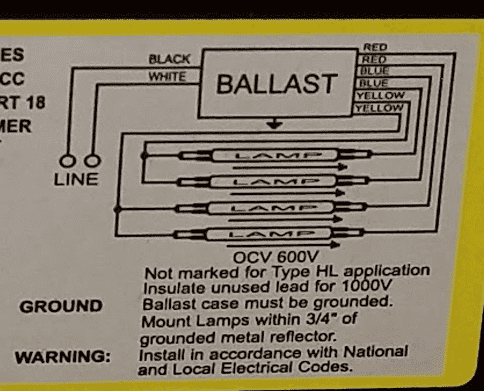 ES
CC
RT 18
MER
BLACK
WHITE
BALLAST
RED
RED
BLUE
BLUE
YELLOW
YELLOW
LINE
LAMP
LAMP
LAMP
LAMP
OCV 600V
Not marked for Type HL application
Insulate unused lead for 1000V
GROUND Ballast case must be grounded.
Mount Lamps within 3/4" of
grounded metal reflector.
WARNING: Install in accordance with National
and Local Electrical Codes.